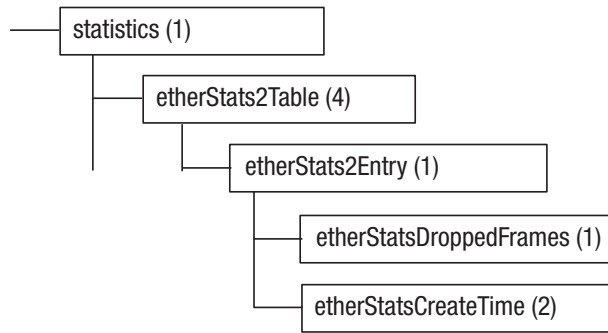 statistics (1)
etherStats2Table (4)
etherStats2Entry (1)
etherStatsDroppedFrames (1)
etherStatsCreateTime (2)